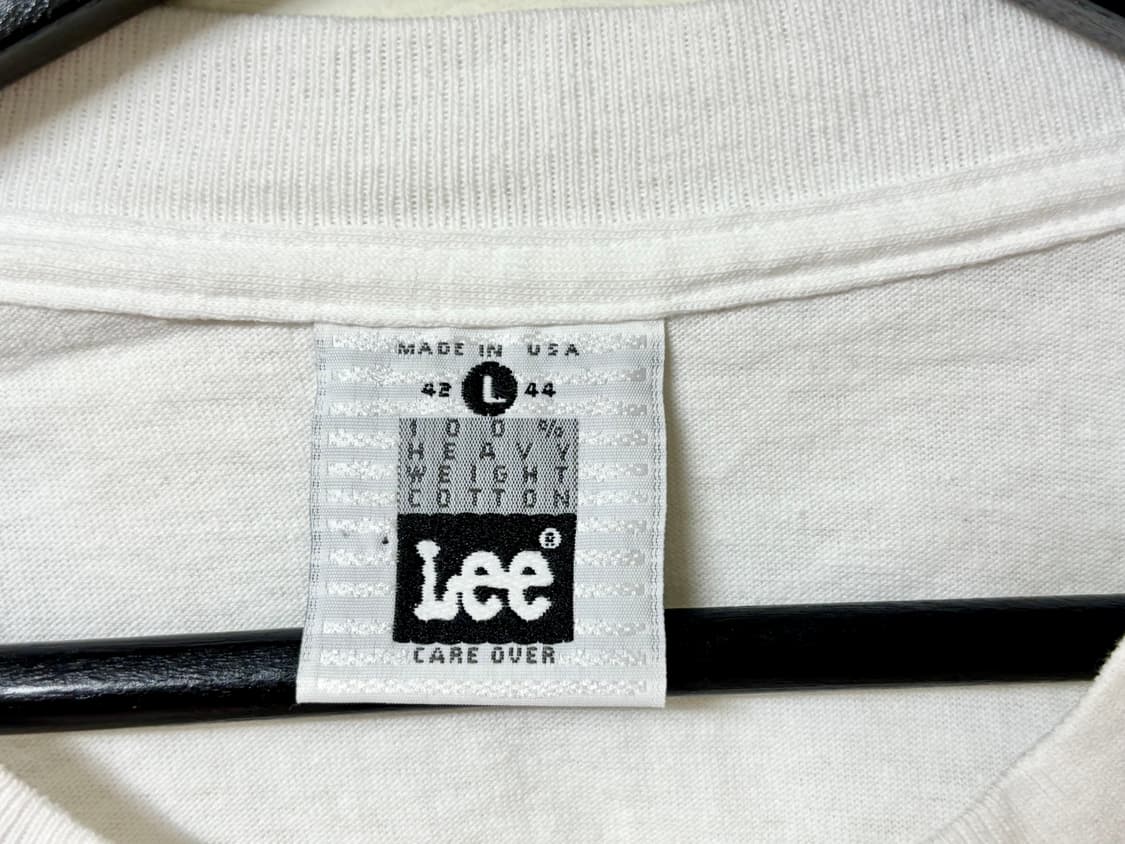 MADE IN USA
42 L 44
100%
HEAVY
WEIGHT
COTTON
Lee®
CARE OVER